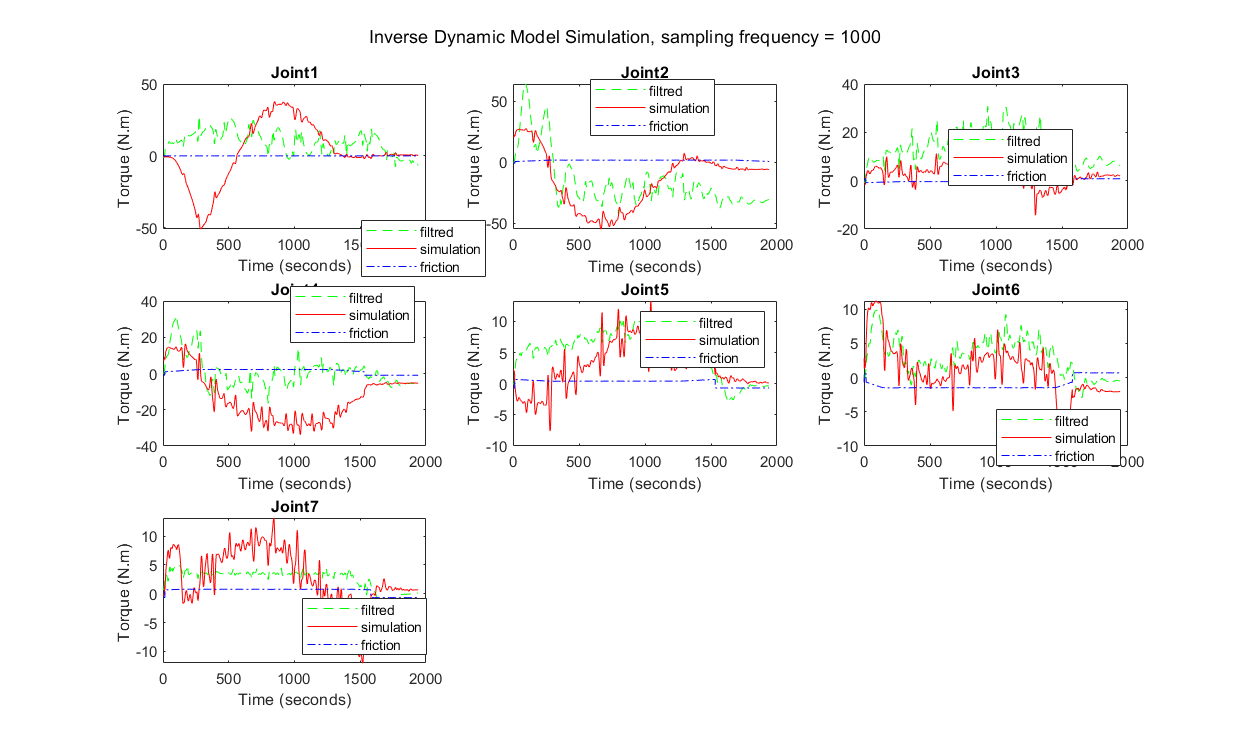 Inverse Dynamic Model Simulation, sampling frequency = 1000
Joint1
50
0
-50
Torque (N.m)
0 500 1000 15
Time (seconds)
filtred
simulation
friction
Joint2
50
0
-50
Torque (N.m)
0 500 1000 1500 2000
Time (seconds)
filtred
simulation
friction
Joint3
40
20
0
-20
Torque (N.m)
0 500 1000 1500 2000
Time (seconds)
filtred
simulation
friction
40
20
0
-20
-40
Torque (N.m)
0 500 1000 1500 2000
Time (seconds)
filtred
simulation
friction
Joint5
10
5
0
-5
-10
Torque (N.m)
0 500 1000 1500 2000
Time (seconds)
filtred
simulation
friction
Joint6
10
5
0
-5
-10
Torque (N.m)
0 500 2000
Time (seconds)
filtred
simulation
friction
Joint7
10
5
0
-5
-10
Torque (N.m)
0 500 1000 1500 2000
Time (seconds)
filtred
simulation
friction